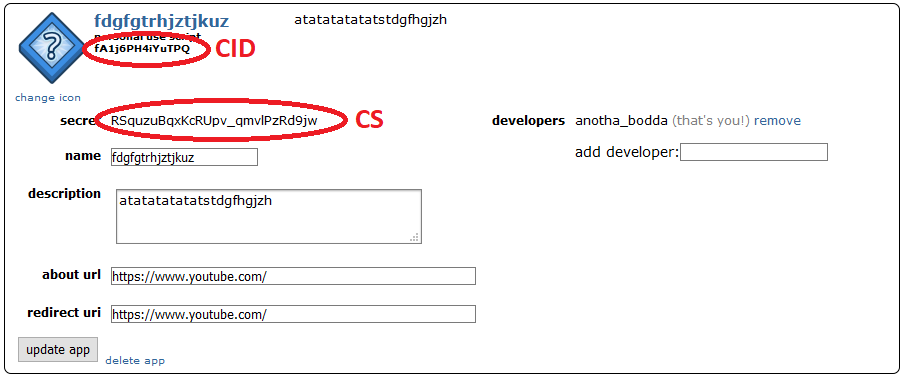 fdgfgtrhjztjkuz
atatatatatatstdgfhgjzh
personal use script
fA1j6PH4iYuTPQ CID
change icon
secre RSquzuBqxKcRUpv_qmvlPzRd9jw CS
developers anotha_bodda (that's you!) remove
add developer:
name fdgfgtrhjztjkuz
description atatatatatatstdgfhgjzh
about url https://www.youtube.com/
redirect uri https://www.youtube.com/
update app delete app